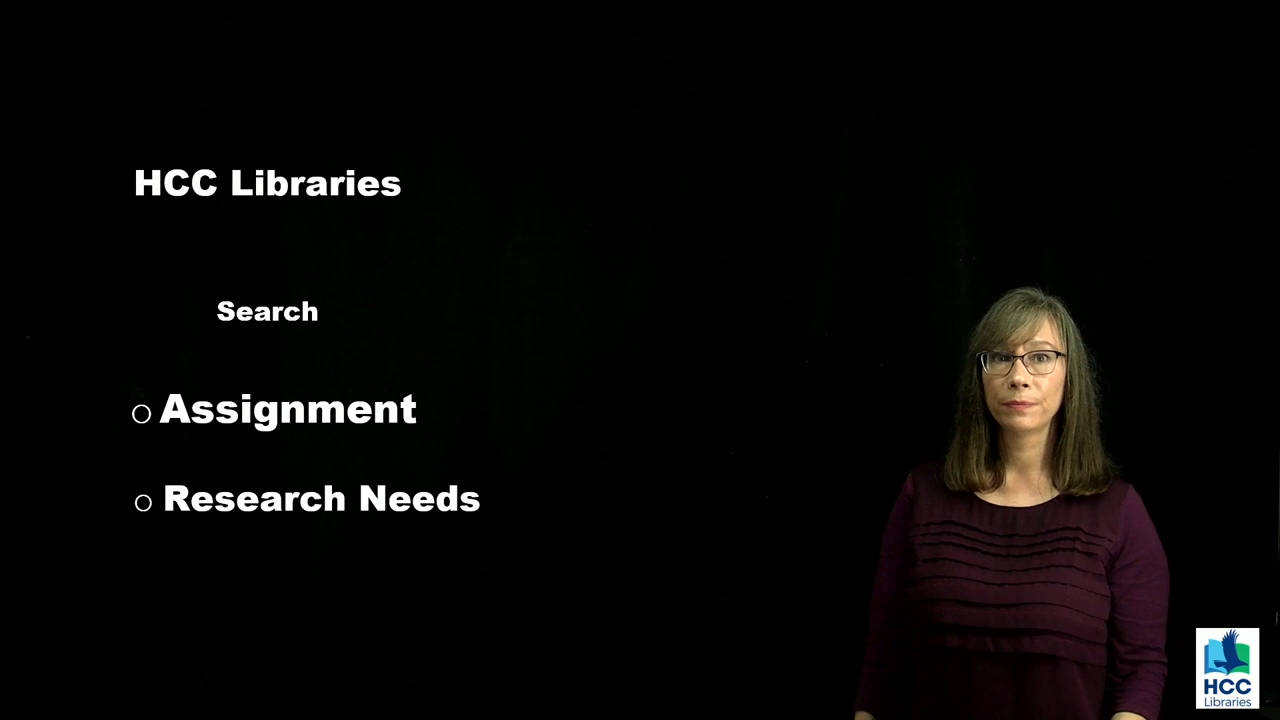 HCC Libraries
Search
o Assignment
o Research Needs
HCC
Libraries